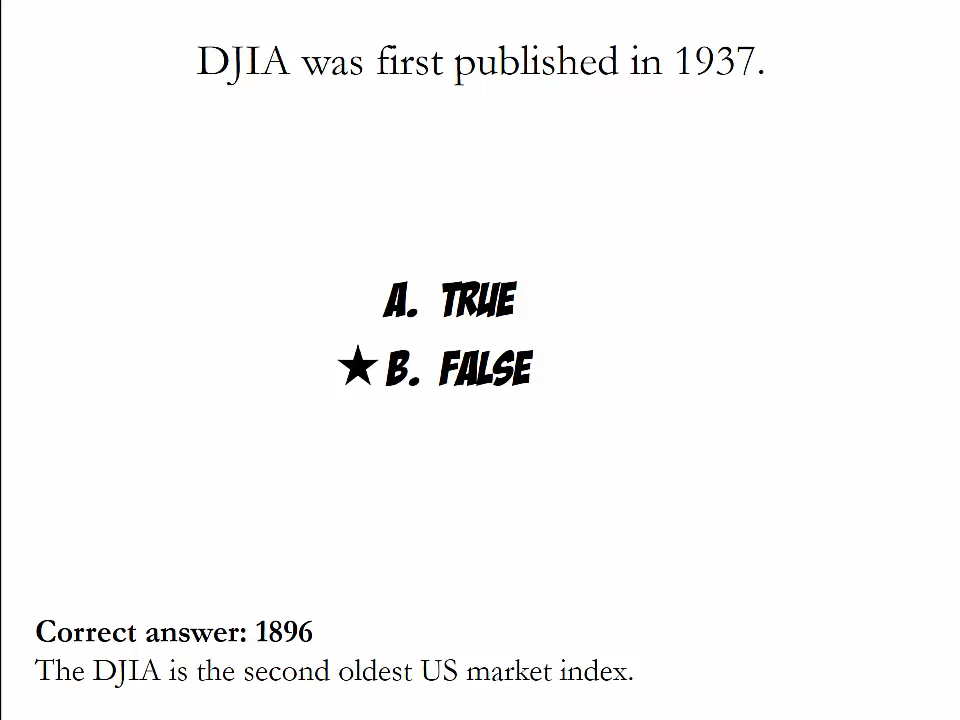 DJIA was first published in 1937.
A. TRUE
★ B. FALSE
Correct answer: 1896
The DJIA is the second oldest US market index.